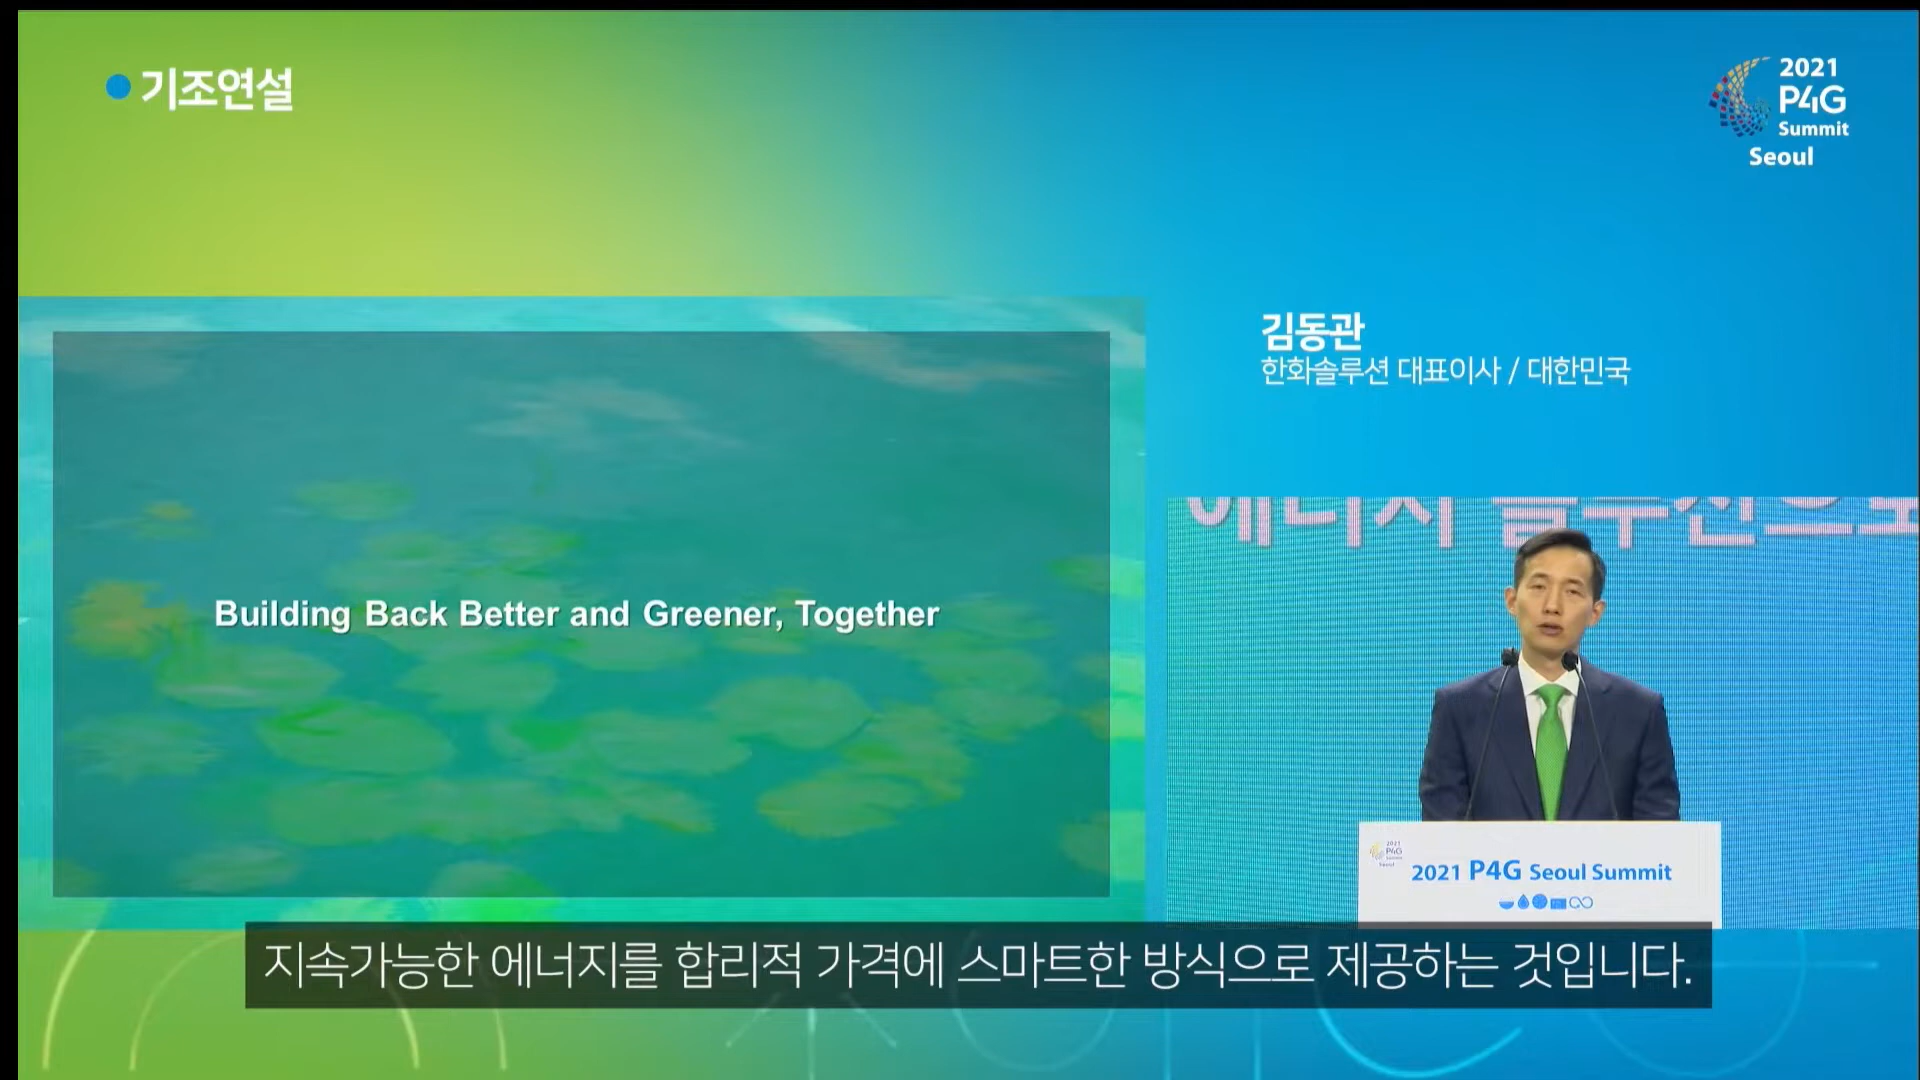 기조연설
2021
P4G
Summit
Seoul
김동관
한화솔루션 대표이사 / 대한민국
Building Back Better and Greener, Together
2021 P4G Seoul Summit
지속가능한 에너지를 합리적 가격에 스마트한 방식으로 제공하는 것입니다.